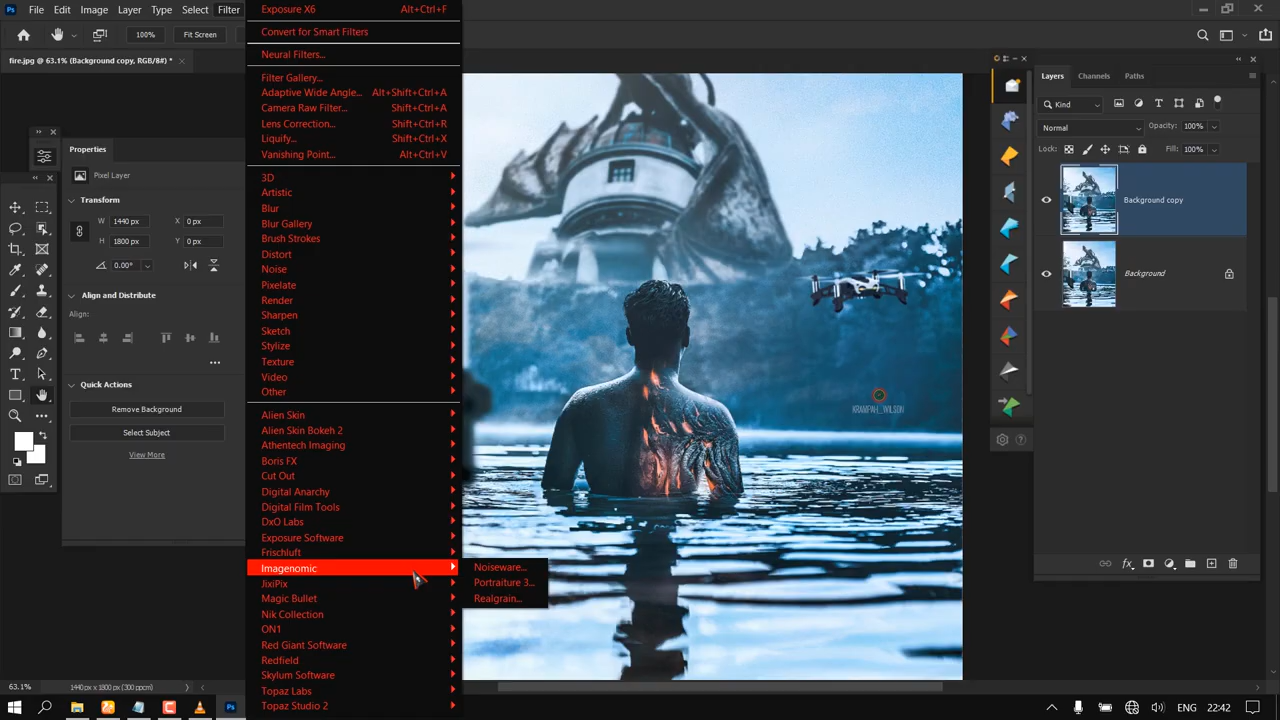 Edit Image Layer Type Select Filter
100% Fit Screen
fire.jpg @ 63.1% (Background copy, RGB/8#) *
Properties
Pixel Layer
Transform
W 1440 px X 0 px
H 1800 px Y 0 px
0.00°
Align and Distribute
Align:
Quick Actions
Remove Background
Select Subject
View More
Exposure X6 Alt+Ctrl+F
Convert for Smart Filters
Neural Filters...
Filter Gallery...
Adaptive Wide Angle... Alt+Shift+Ctrl+A
Camera Raw Filter... Shift+Ctrl+A
Lens Correction... Shift+Ctrl+R
Liquify... Shift+Ctrl+X
Vanishing Point... Alt+Ctrl+V
3D
Artistic
Blur
Blur Gallery
Brush Strokes
Distort
Noise
Pixelate
Render
Sharpen
Sketch
Stylize
Texture
Video
Other
Alien Skin
Alien Skin Bokeh 2
Athentech Imaging
Boris FX
Cut Out
Digital Anarchy
Digital Film Tools
DxO Labs
Exposure Software
Frischluft
Imagenomic
JixiPix
Magic Bullet
Nik Collection
ON1
Red Giant Software
Redfield
Skylum Software
Topaz Labs
Topaz Studio 2
Noiseware...
Portraiture 3...
Realgrain...
KRAMPAH_WILSON
Layers Channels Paths
Kind
Normal Opacity: 100%
Lock: Fill: 100%
Background copy
Background
63.1% 1440 px x 1800 px (300 ppcm)
ENG 22:42